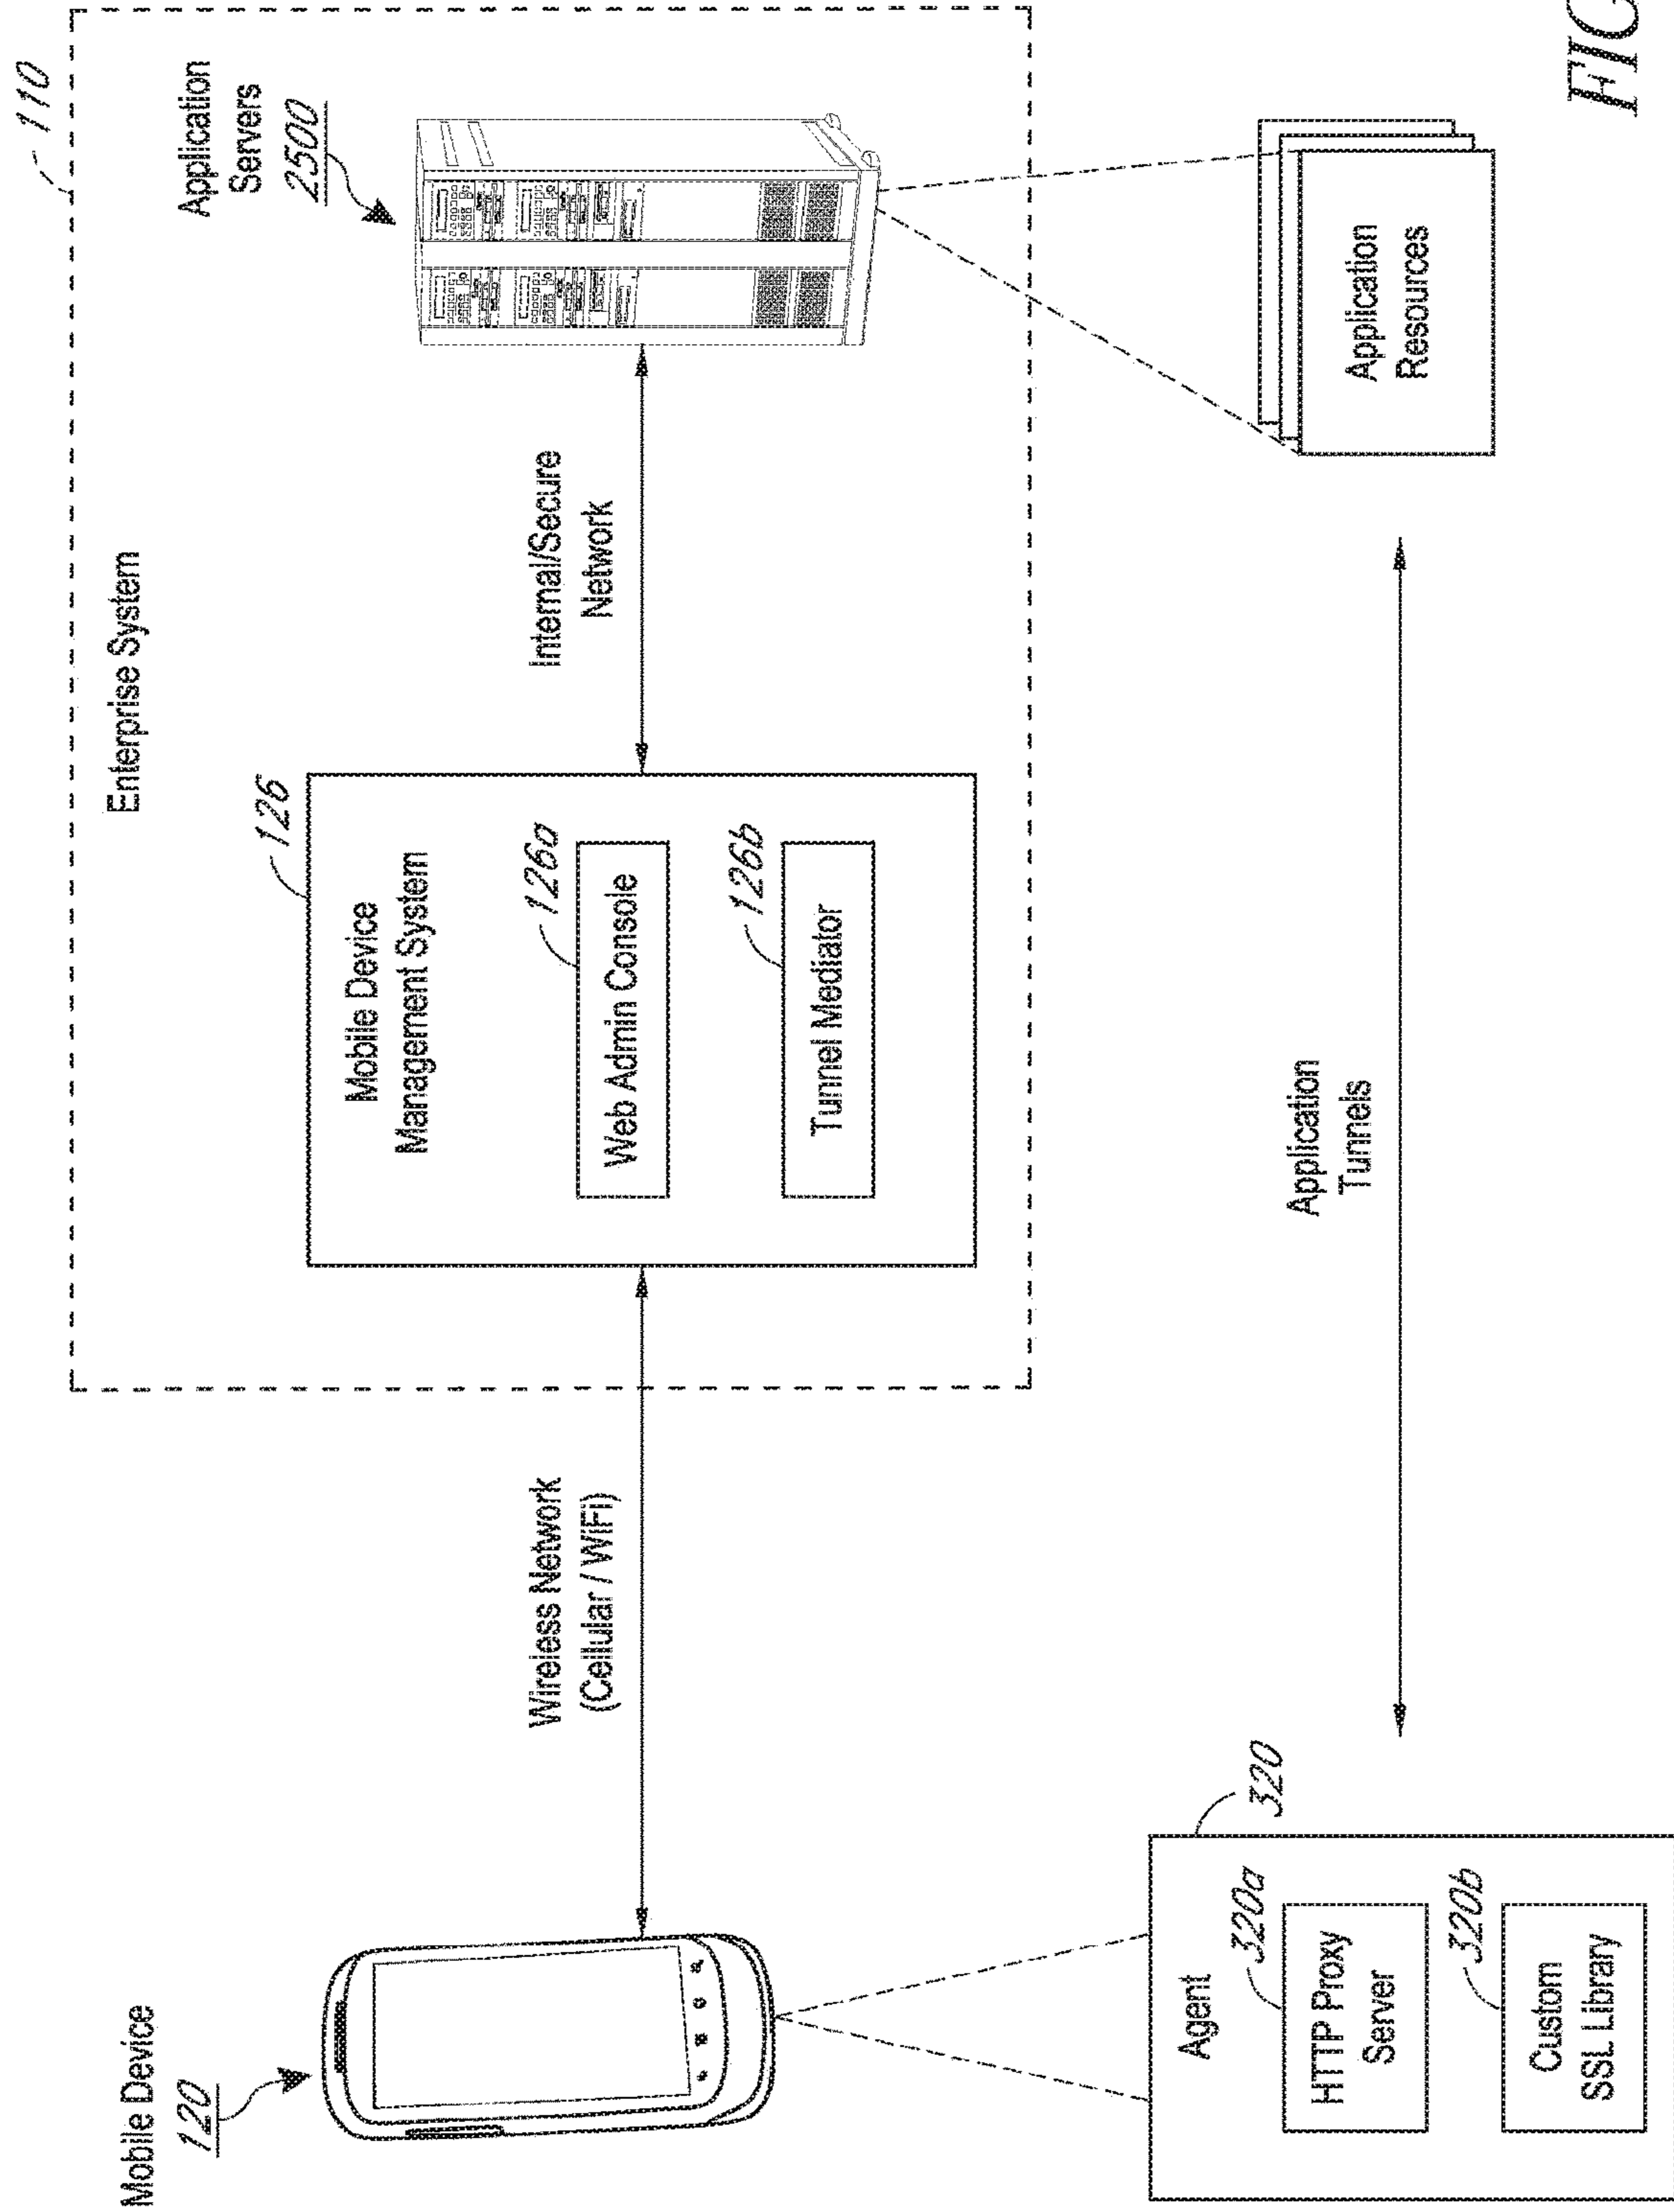 110
Enterprise System
Application
Servers
2500
Mobile Device
120
126
Mobile Device
Management System
126a
Web Admin Console
126b
Tunnel Mediator
Wireless Network
(Cellular / WiFi)
Internal/Secure
Network
320
Agent
320a
HTTP Proxy
Server
320b
Custom
SSL Library
Application
Tunnels
Application
Resources
FIG